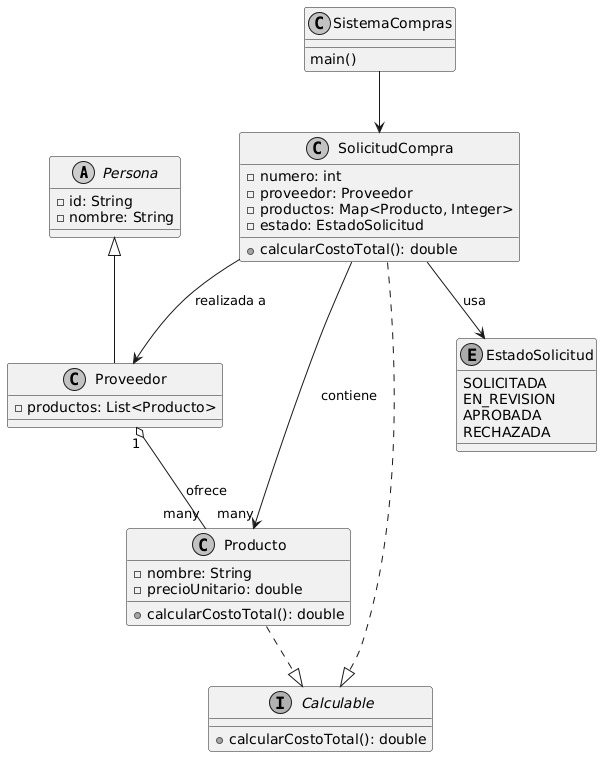 C SistemaCompras
main()
C SolicitudCompra
numero: int
proveedor: Proveedor
productos: Map<Producto, Integer>
estado: EstadoSolicitud
calcularCostoTotal(): double
A Persona
id: String
nombre: String
realizada a
usa
C Proveedor
productos: List<Producto>
E EstadoSolicitud
SOLICITADA
EN_REVISION
APROBADA
RECHAZADA
contiene
1
ofrece
many
many
C Producto
nombre: String
precioUnitario: double
calcularCostoTotal(): double
I Calculable
calcularCostoTotal(): double